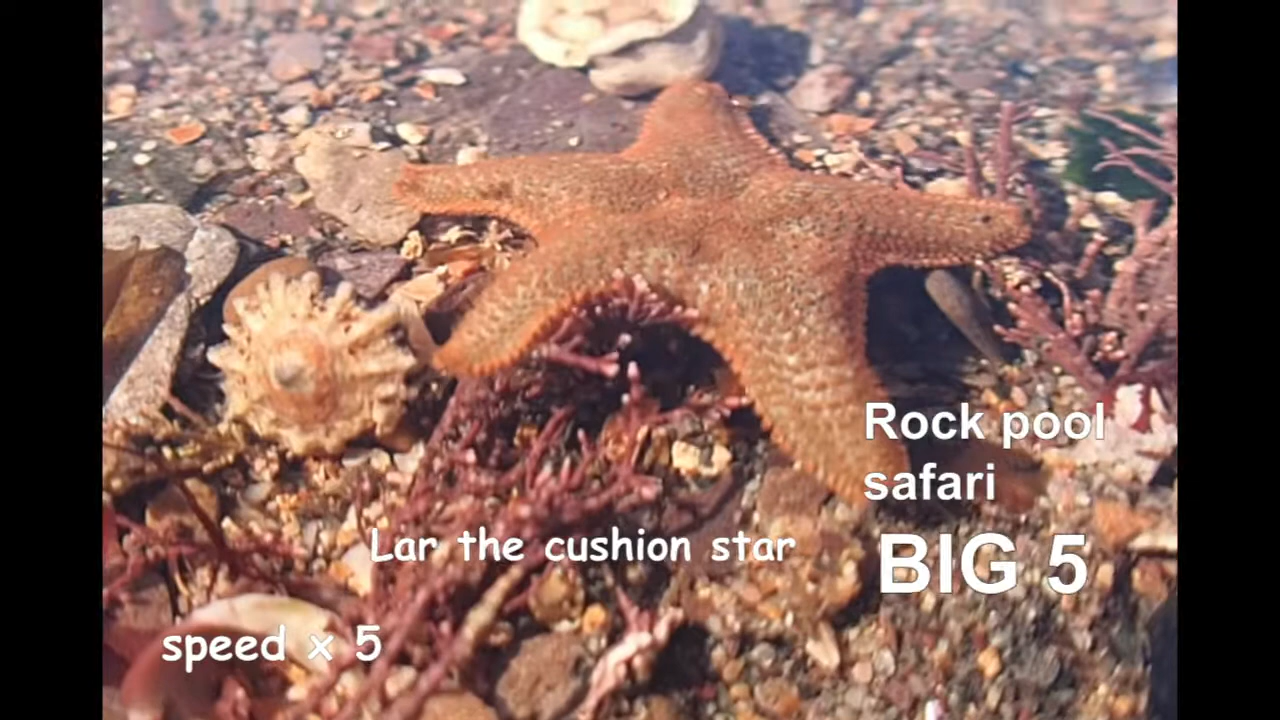 Rock pool
safari
BIG 5
Lar the cushion star
speed x 5